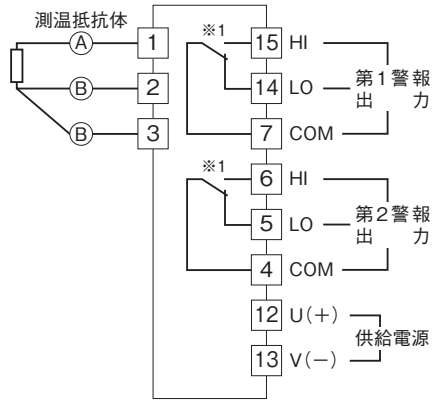 測温抵抗体
A
B
B
1
2
3
※1
15 HI
14 LO
7 COM
第1警報
出力
※1
6 HI
5 LO
4 COM
第2警報
出力
12 U(+)
13 V(−)
供給電源